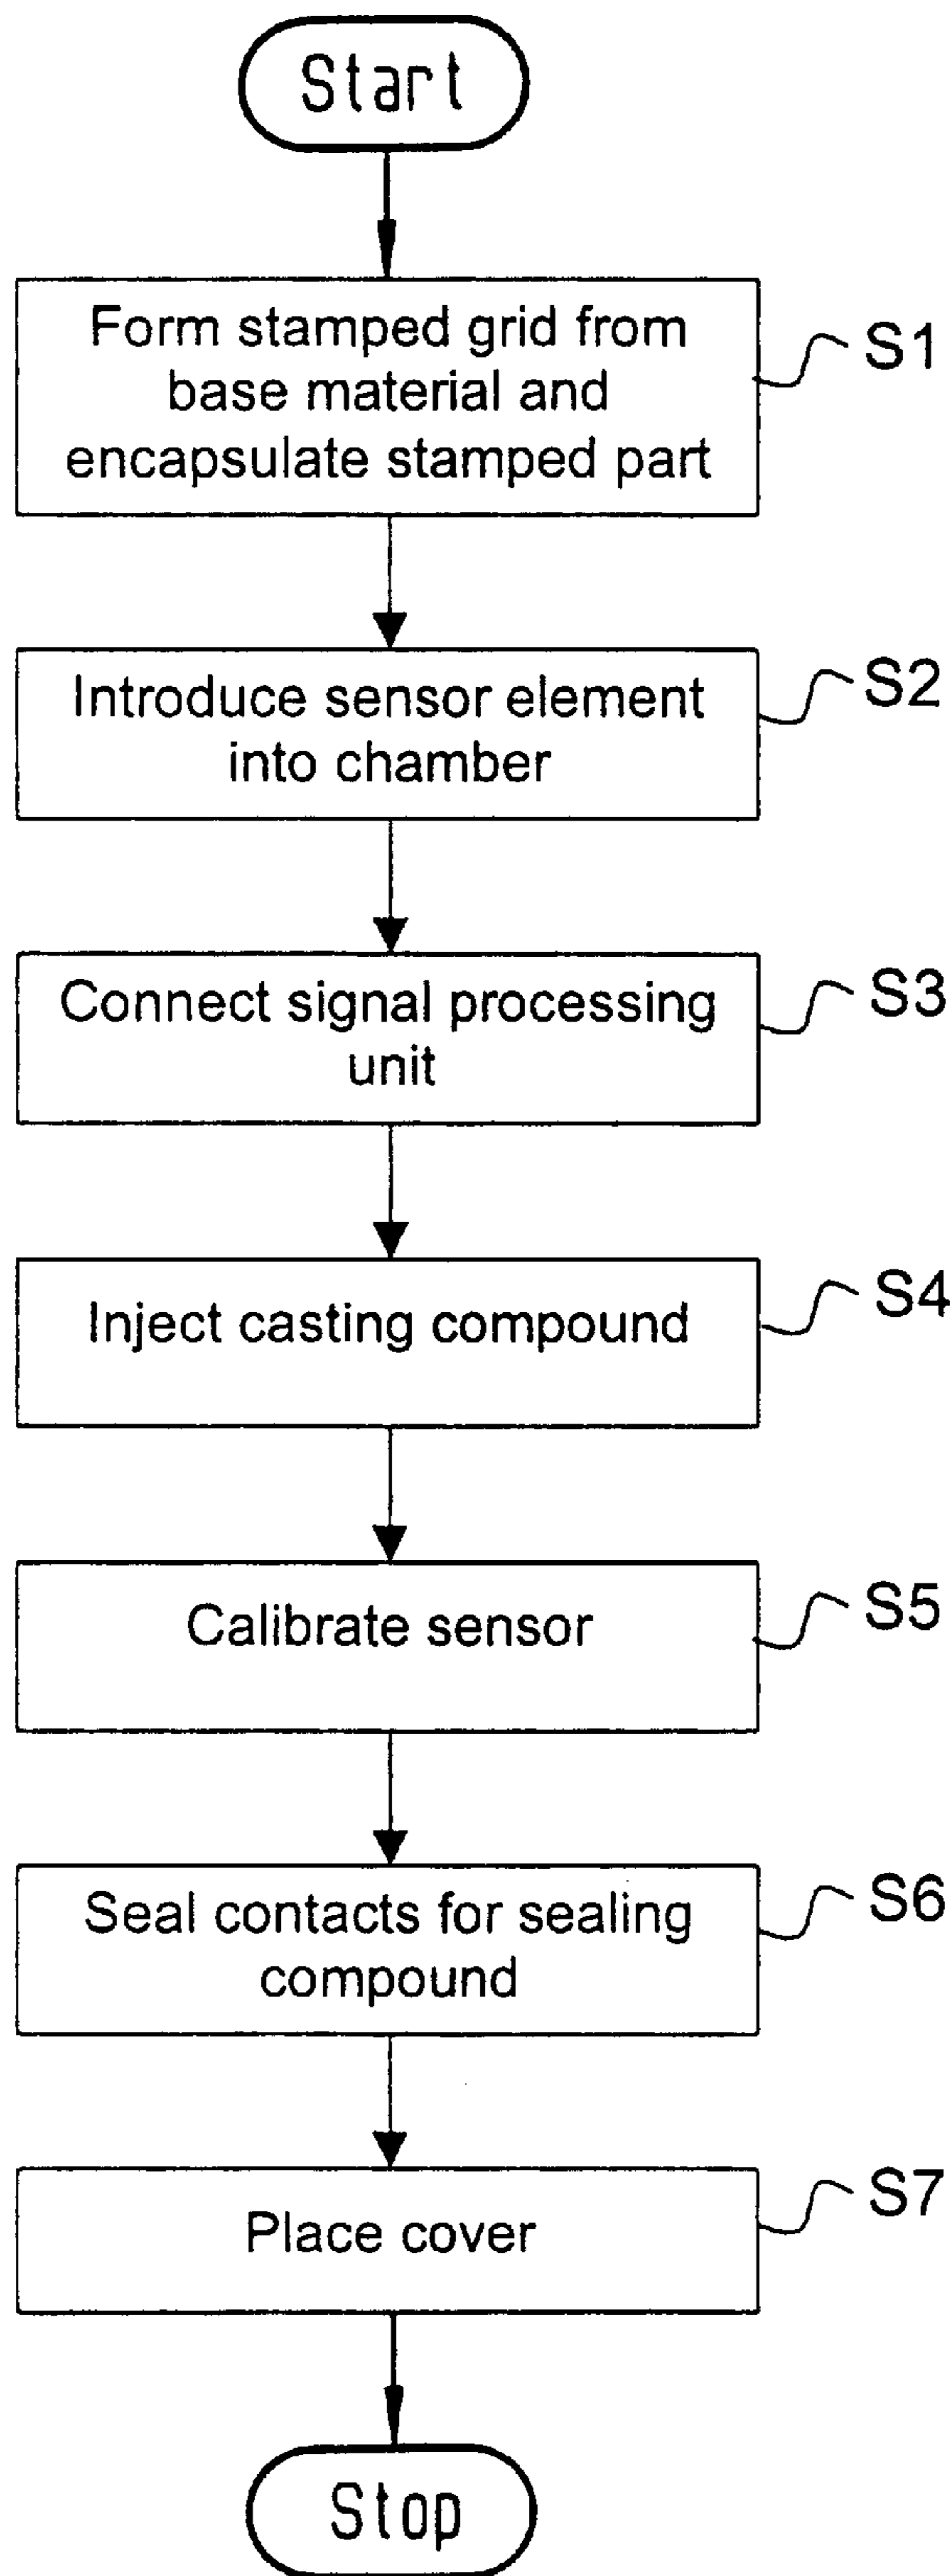 Start
Form stamped grid from
base material and
encapsulate stamped part
S1
Introduce sensor element
into chamber
S2
Connect signal processing
unit
S3
Inject casting compound
S4
Calibrate sensor
S5
Seal contacts for sealing
compound
S6
Place cover
S7
Stop